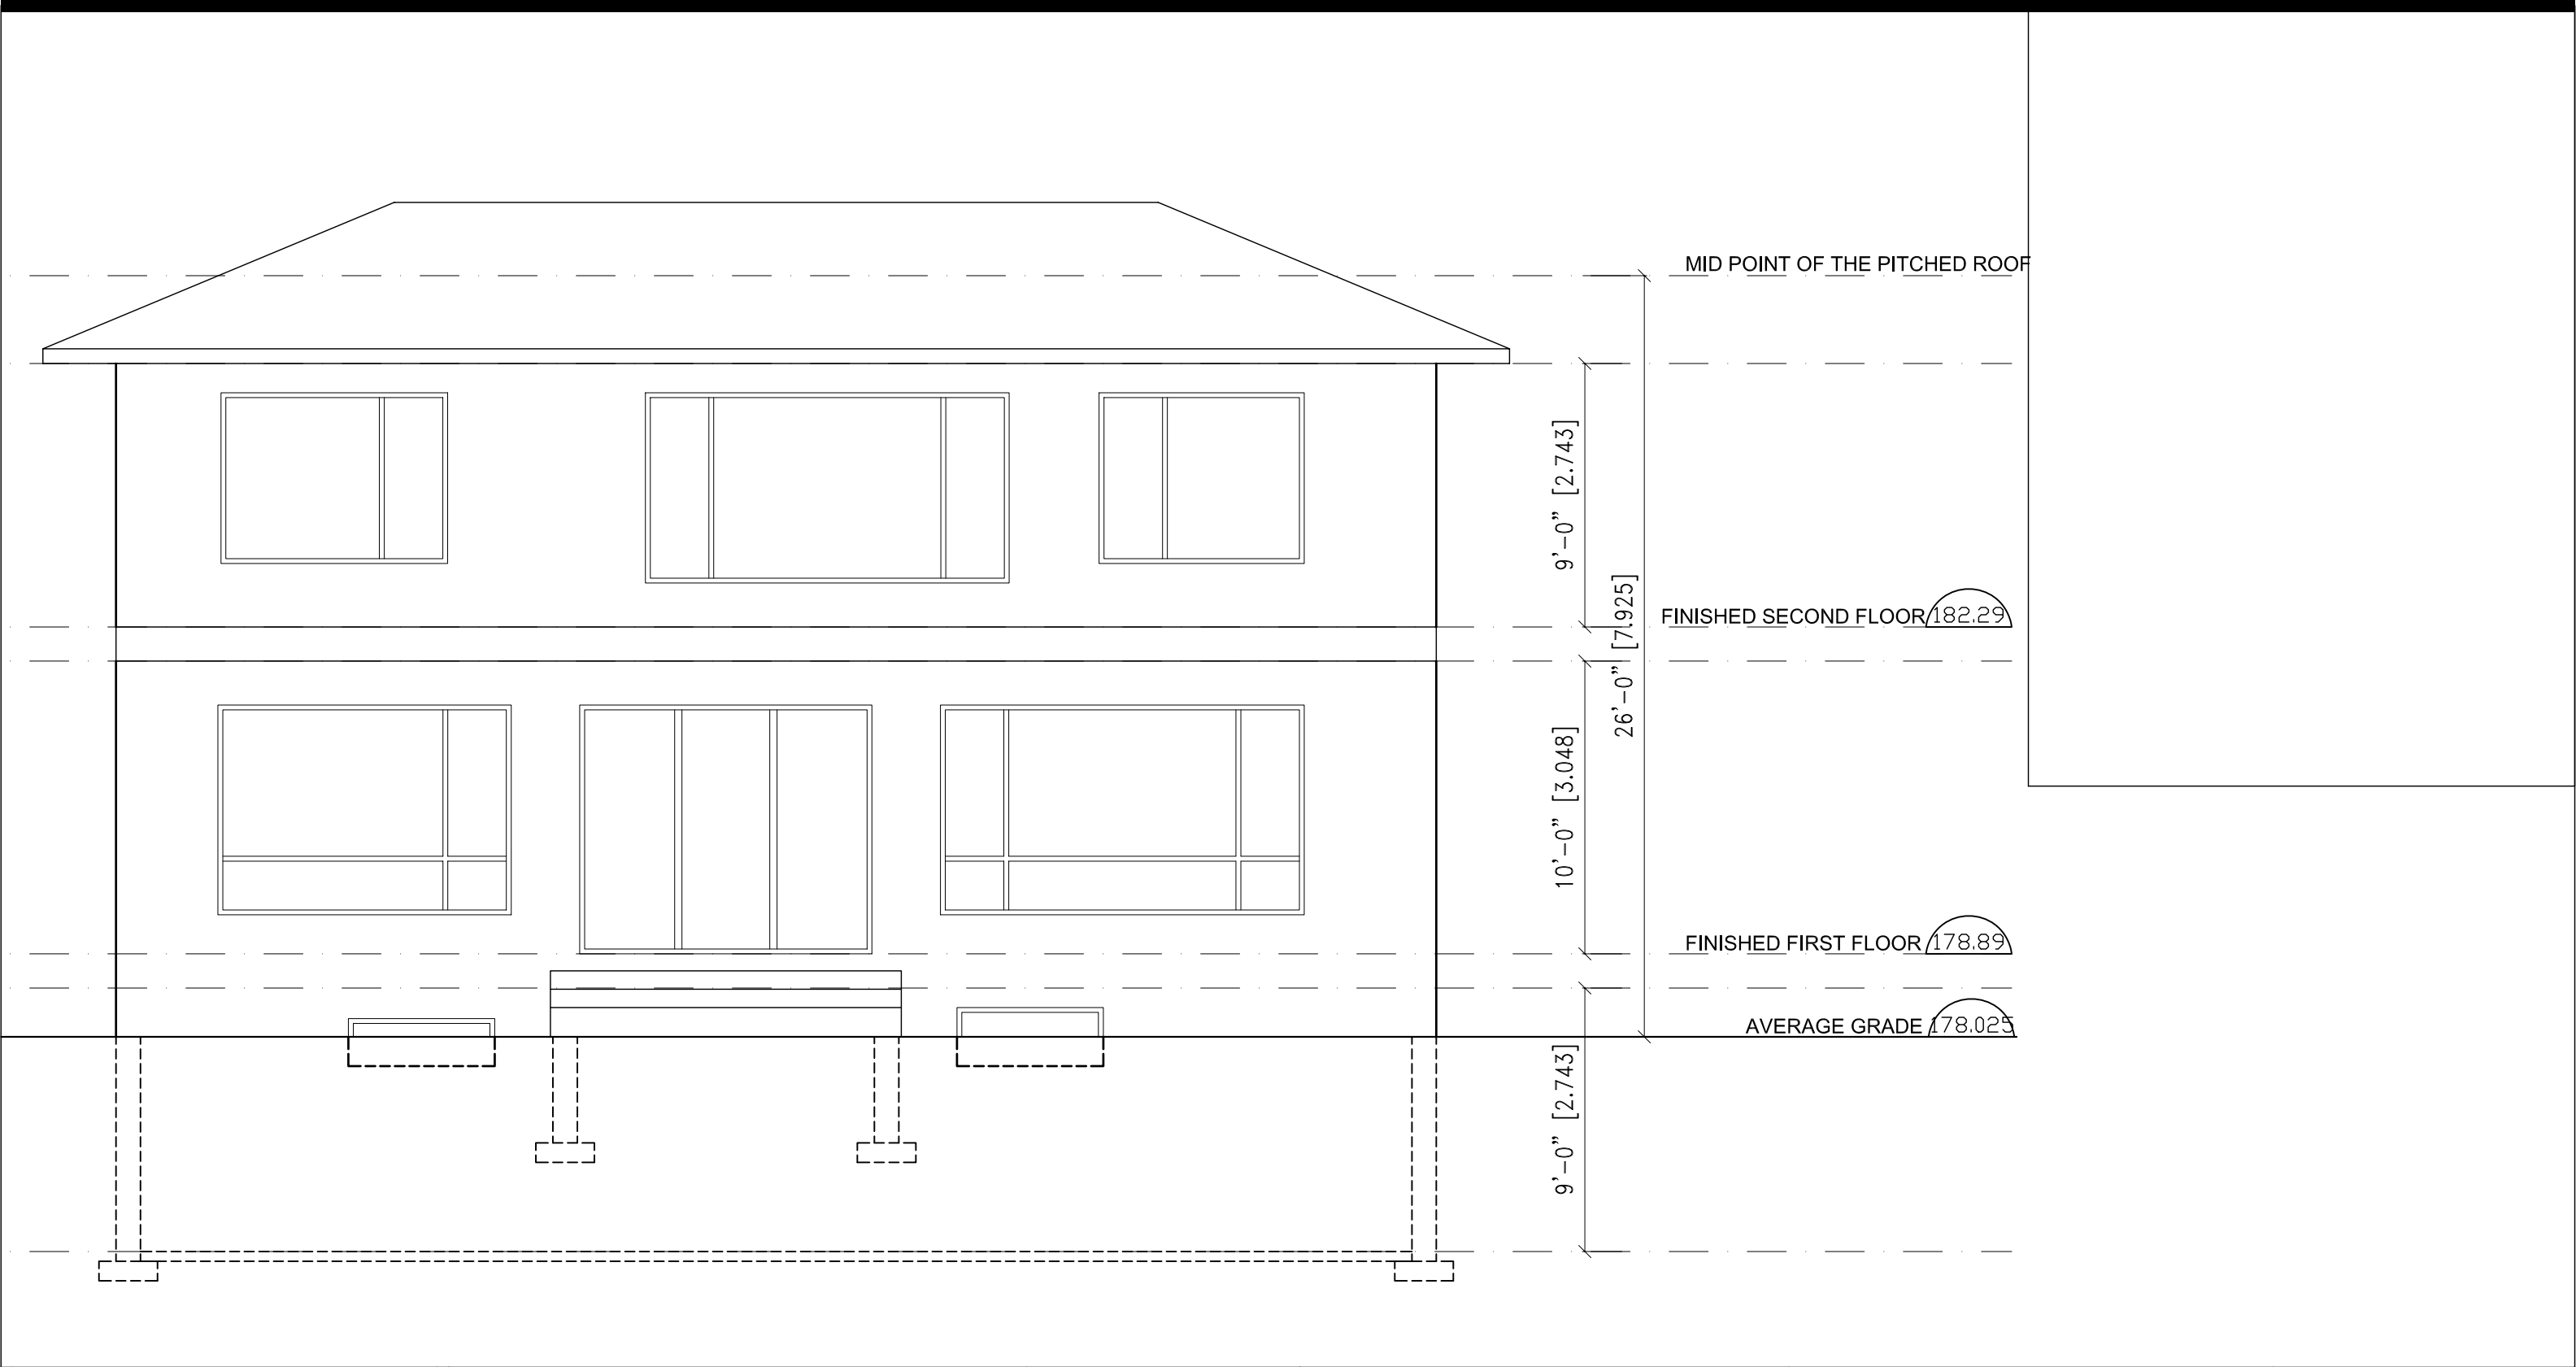 MID POINT OF THE PITCHED ROOF
9'-0" [2.743]
26'-0" [7.925]
FINISHED SECOND FLOOR 182.29
10'-0" [3.048]
FINISHED FIRST FLOOR 178.89
AVERAGE GRADE 178.025
9'-0" [2.743]